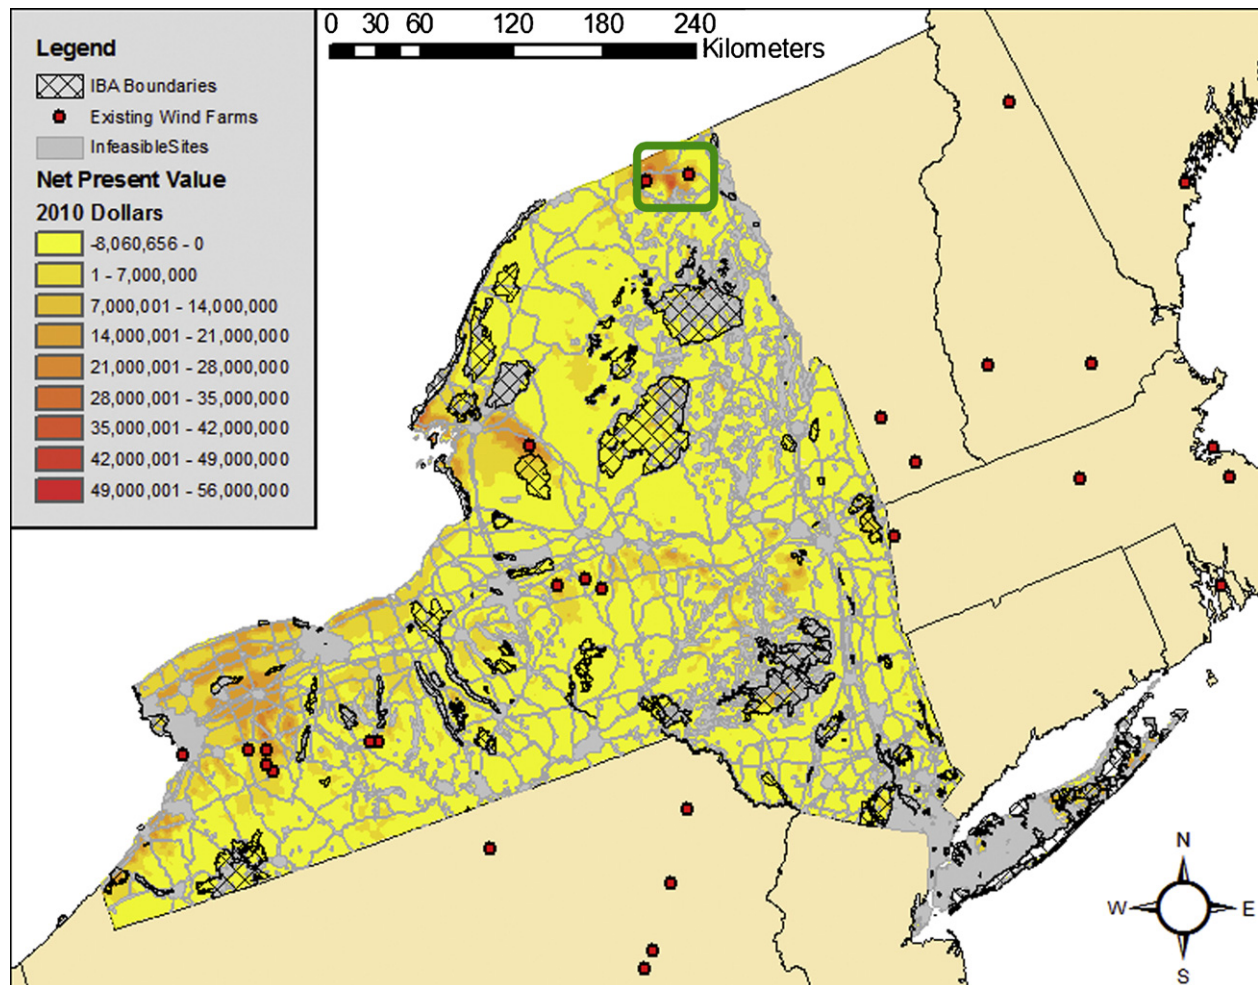 0 30 60 120 180 240
Kilometers
Legend
IBA Boundaries
Existing Wind Farms
InfeasibleSites
Net Present Value
2010 Dollars
-8,060,656 - 0
1 - 7,000,000
7,000,001 - 14,000,000
14,000,001 - 21,000,000
21,000,001 - 28,000,000
28,000,001 - 35,000,000
35,000,001 - 42,000,000
42,000,001 - 49,000,000
49,000,001 - 56,000,000
N
W E
S